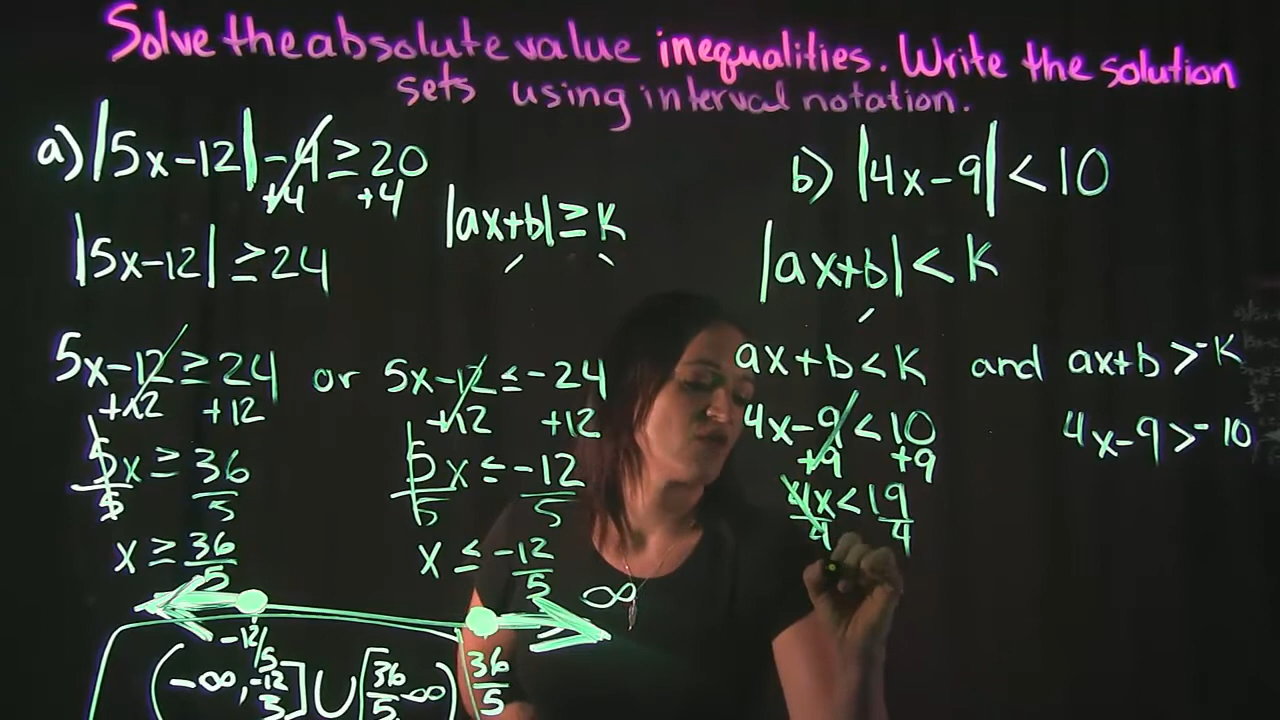 Solve the absolute value inequalities. Write the solution
sets using interval notation.
a) |5x-12| -4 ≥ 20
+4 +4
|5x-12| ≥ 24
|ax+b| ≥ K
5x-12 ≥ 24 or 5x-12 ≤ -24
+12 +12 +12 +12
5x ≥ 36 5x ≤ -12
5 5 5 5
x ≥ 36/5 x ≤ -12/5
∞
-12/5 36/5
(-∞, -12/5] ∪ [36/5 -∞)
b) |4x-9| < 10
|ax+b| < K
ax+b < K and ax+b > -K
4x-9 < 10 4x-9 > -10
+9 +9
4x < 19
4 4